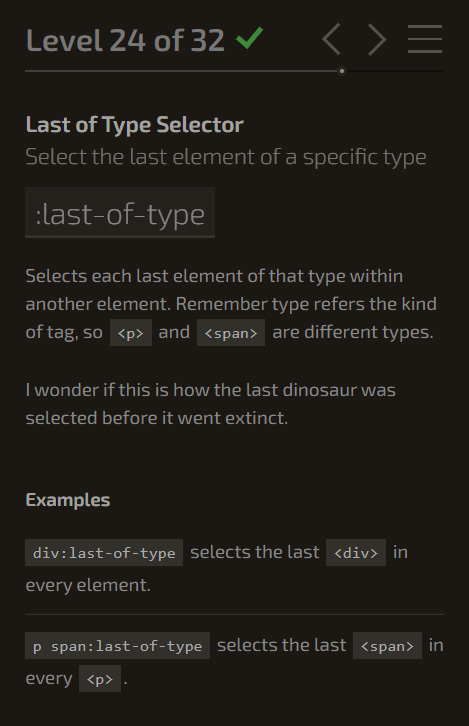 Level 24 of 32
Last of Type Selector
Select the last element of a specific type
:last-of-type
Selects each last element of that type within
another element. Remember type refers the kind
of tag, so <p> and <span> are different types.
I wonder if this is how the last dinosaur was
selected before it went extinct.
Examples
div:last-of-type selects the last <div> in
every element.
p span:last-of-type selects the last <span> in
every <p>.